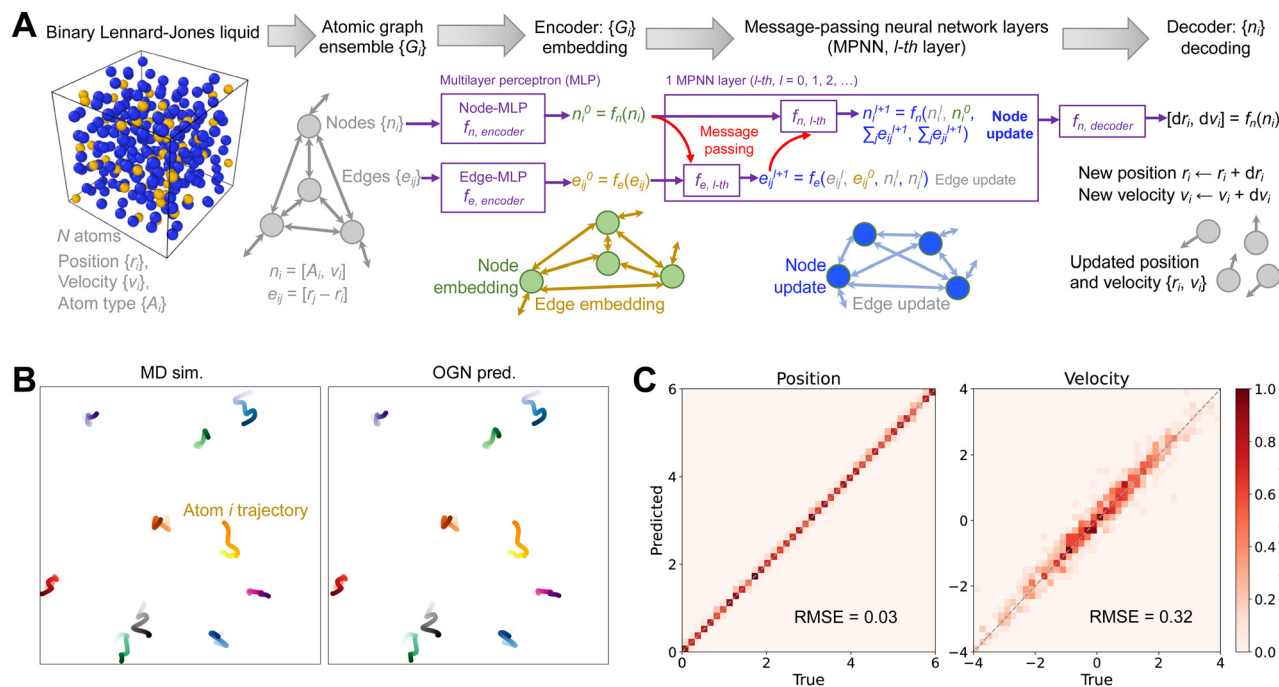 A
Binary Lennard-Jones liquid
Atomic graph
ensemble {Gᵢ}
Encoder: {Gᵢ}
embedding
Message-passing neural network layers
(MPNN, l-th layer)
Decoder: {nᵢ}
decoding
N atoms
Position {rᵢ},
Velocity {vᵢ},
Atom type {Aᵢ}
Nodes {nᵢ}
Edges {eᵢⱼ}
nᵢ = [Aᵢ, vᵢ]
eᵢⱼ = [rⱼ – rᵢ]
Multilayer perceptron (MLP)
Node-MLP
f_{n, encoder}
nᵢ⁰ = fₙ(nᵢ)
Edge-MLP
f_{e, encoder}
eᵢⱼ⁰ = fₑ(eᵢⱼ)
Node
embedding
Edge embedding
1 MPNN layer (l-th, l = 0, 1, 2, …)
Message
passing
f_{n, l-th}
nᵢˡ⁺¹ = fₙ(nᵢˡ, nᵢ⁰,
∑ⱼeᵢⱼˡ⁺¹, ∑ⱼeⱼᵢˡ⁺¹)
Node
update
f_{e, l-th}
eᵢⱼˡ⁺¹ = fₑ(eᵢⱼˡ, eᵢⱼ⁰, nᵢˡ, nⱼˡ)
Edge update
Node
update
Edge update
f_{n, decoder}
[drᵢ, dvᵢ] = fₙ(nᵢ)
New position rᵢ ← rᵢ + drᵢ
New velocity vᵢ ← vᵢ + dvᵢ
Updated position
and velocity {rᵢ, vᵢ}
B
MD sim.
OGN pred.
Atom i trajectory
C
Position
6
4
2
0
Predicted
0 2 4 6
True
RMSE = 0.03
Velocity
4
2
0
−2
−4
−4 −2 0 2 4
True
RMSE = 0.32
1.0
0.8
0.6
0.4
0.2
0.0